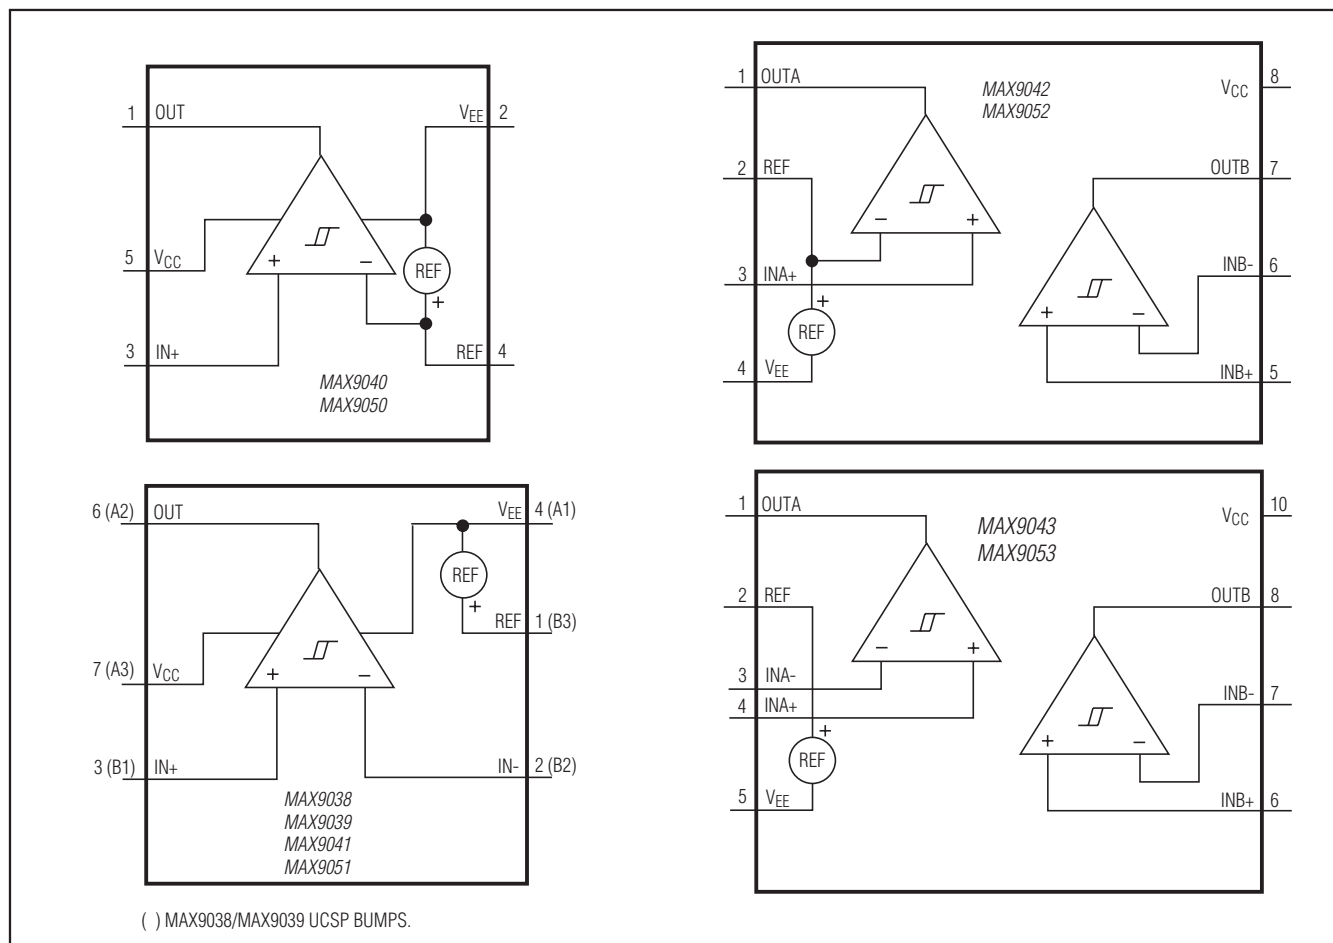 1 OUT
VEE 2
5 VCC
+ −
REF
+
3 IN+
REF 4
MAX9040
MAX9050
1 OUTA
MAX9042
MAX9052
VCC 8
2 REF
OUTB 7
− +
INB- 6
3 INA+
+
REF
+ −
4 VEE
INB+ 5
6 (A2) OUT
VEE 4 (A1)
REF
+
REF 1 (B3)
7 (A3) VCC
+ −
3 (B1) IN+
IN- 2 (B2)
MAX9038
MAX9039
MAX9041
MAX9051
1 OUTA
MAX9043
MAX9053
VCC 10
2 REF
OUTB 8
− +
3 INA-
INB- 7
4 INA+
+
REF
+ −
5 VEE
INB+ 6
( ) MAX9038/MAX9039 UCSP BUMPS.